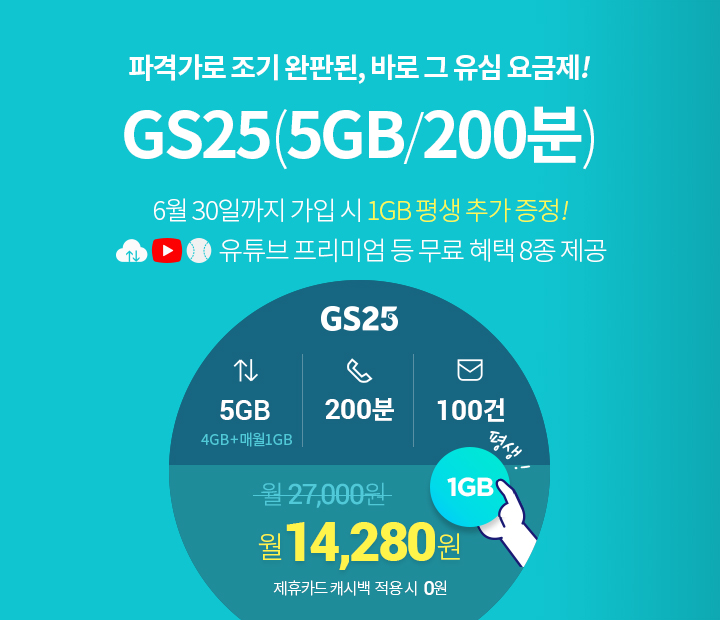 파격가로 조기 완판된, 바로 그 유심 요금제!
GS25(5GB/200분)
6월 30일까지 가입 시 1GB 평생 추가 증정!
유튜브 프리미엄 등 무료 혜택 8종 제공
GS25
5GB 200분 100건
4GB+매월1GB
평생!
1GB
월 27,000원
월 14,280원
제휴카드 캐시백 적용 시 0원